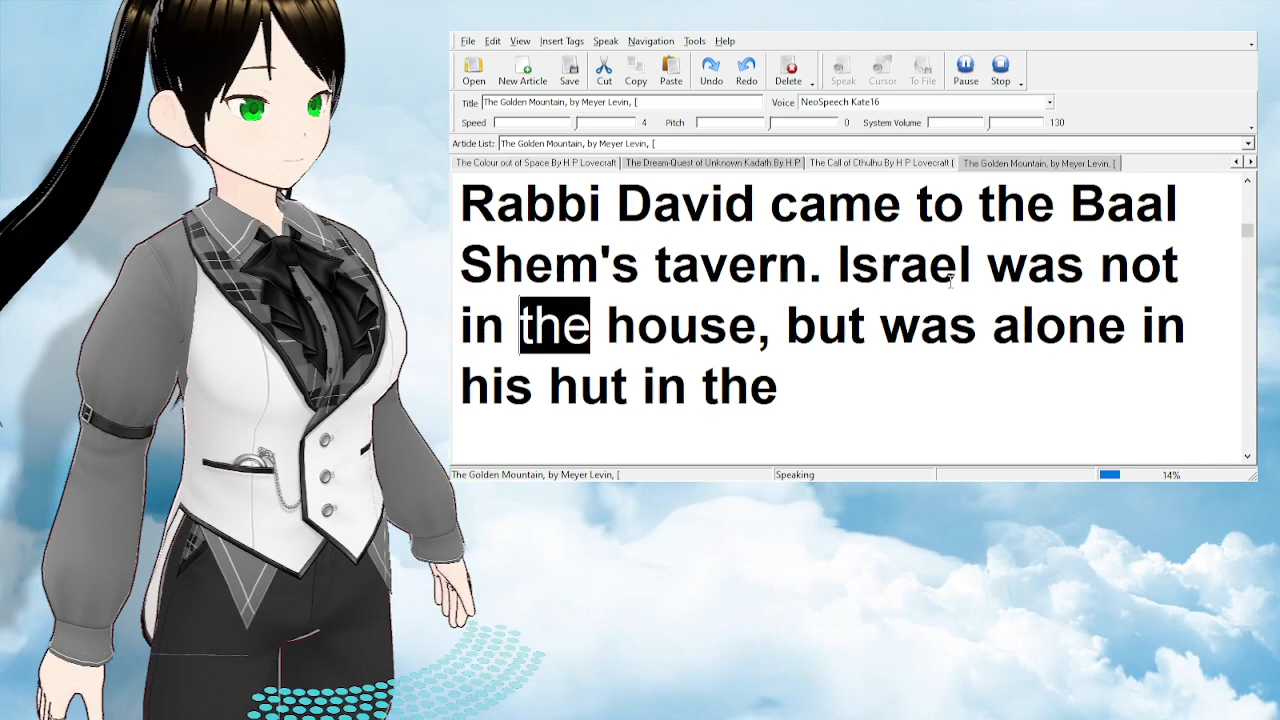 File Edit View Insert Tags Speak Navigation Tools Help
Open New Article Save Cut Copy Paste Undo Redo Delete Speak Cursor To File Pause Stop
Title The Golden Mountain, by Meyer Levin, [ Voice NeoSpeech Kate16
Speed 4 Pitch 0 System Volume 130
Article List: The Golden Mountain, by Meyer Levin, [
The Colour out of Space By H P Lovecraft The Dream-Quest of Unknown Kadath By H P The Call of Cthulhu By H P Lovecraft ( The Golden Mountain, by Meyer Levin, [
Rabbi David came to the Baal
Shem's tavern. Israel was not
in the house, but was alone in
his hut in the
The Golden Mountain, by Meyer Levin, [ Speaking 14%